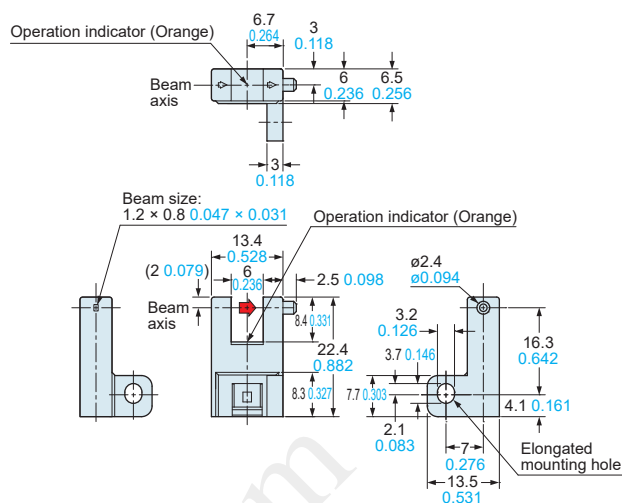 Operation indicator (Orange)
6.7
0.264
3
0.118
Beam
axis
6
0.236
6.5
0.256
3
0.118
Beam size:
1.2 × 0.8 0.047 × 0.031
Operation indicator (Orange)
13.4
0.528
(2 0.079)
6
0.236
2.5 0.098
Beam
axis
8.4 0.331
22.4
0.882
8.3 0.327
ø2.4
ø0.094
3.2
0.126
3.7 0.146
16.3
0.642
7.7 0.303
4.1 0.161
2.1
0.083
7
0.276
Elongated
mounting hole
13.5
0.531